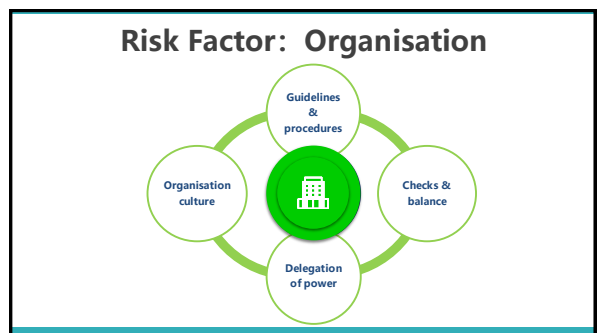 Risk Factor: Organisation
Guidelines
&
procedures
Organisation
culture
Checks &
balance
Delegation
of power